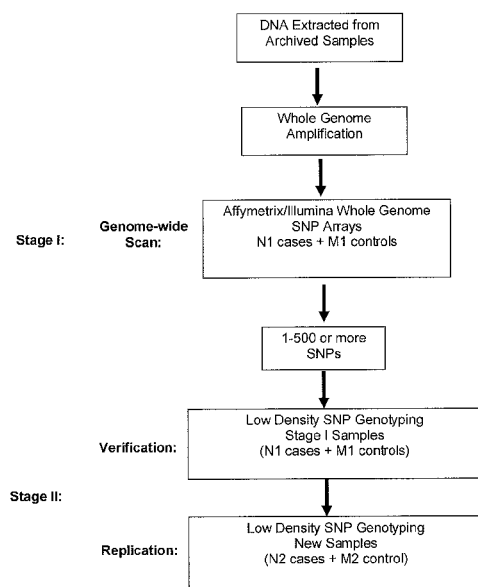 DNA Extracted from
Archived Samples
Whole Genome
Amplification
Stage I:
Genome-wide
Scan:
Affymetrix/Illumina Whole Genome
SNP Arrays
N1 cases + M1 controls
1-500 or more
SNPs
Verification:
Low Density SNP Genotyping
Stage I Samples
(N1 cases + M1 controls)
Stage II:
Replication:
Low Density SNP Genotyping
New Samples
(N2 cases + M2 control)